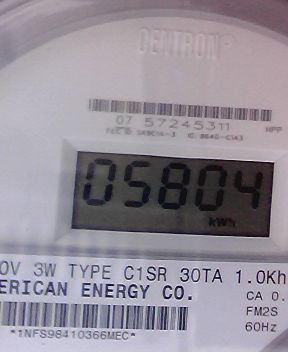 CENTRON®
07 57245311
HPP
05804
kWh
0V 3W TYPE C1SR 30TA 1.0Kh
ERICAN ENERGY CO.
CA 0.
FM2S
60Hz
*1NFS98410366MEC*